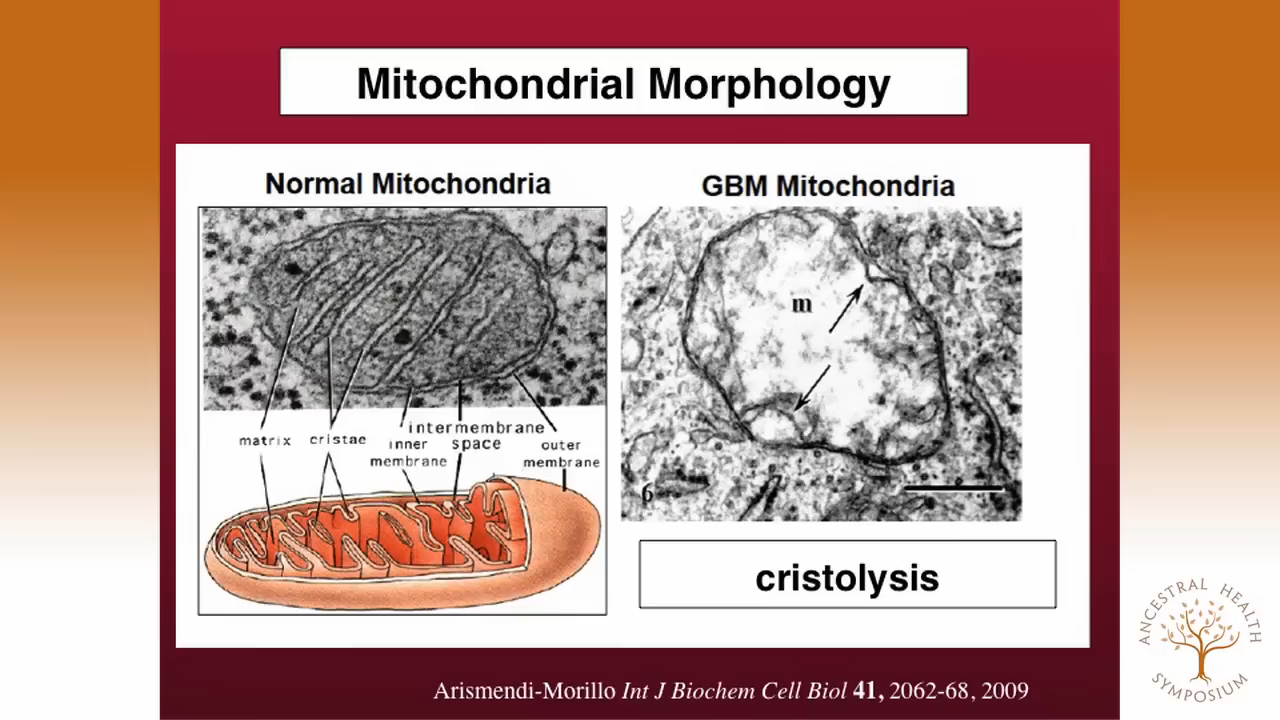 Mitochondrial Morphology
Normal Mitochondria
GBM Mitochondria
m
6
matrix
cristae
inner
membrane
intermembrane
space
outer
membrane
cristolysis
Arismendi-Morillo Int J Biochem Cell Biol 41, 2062-68, 2009
ANCESTRAL HEALTH
SYMPOSIUM